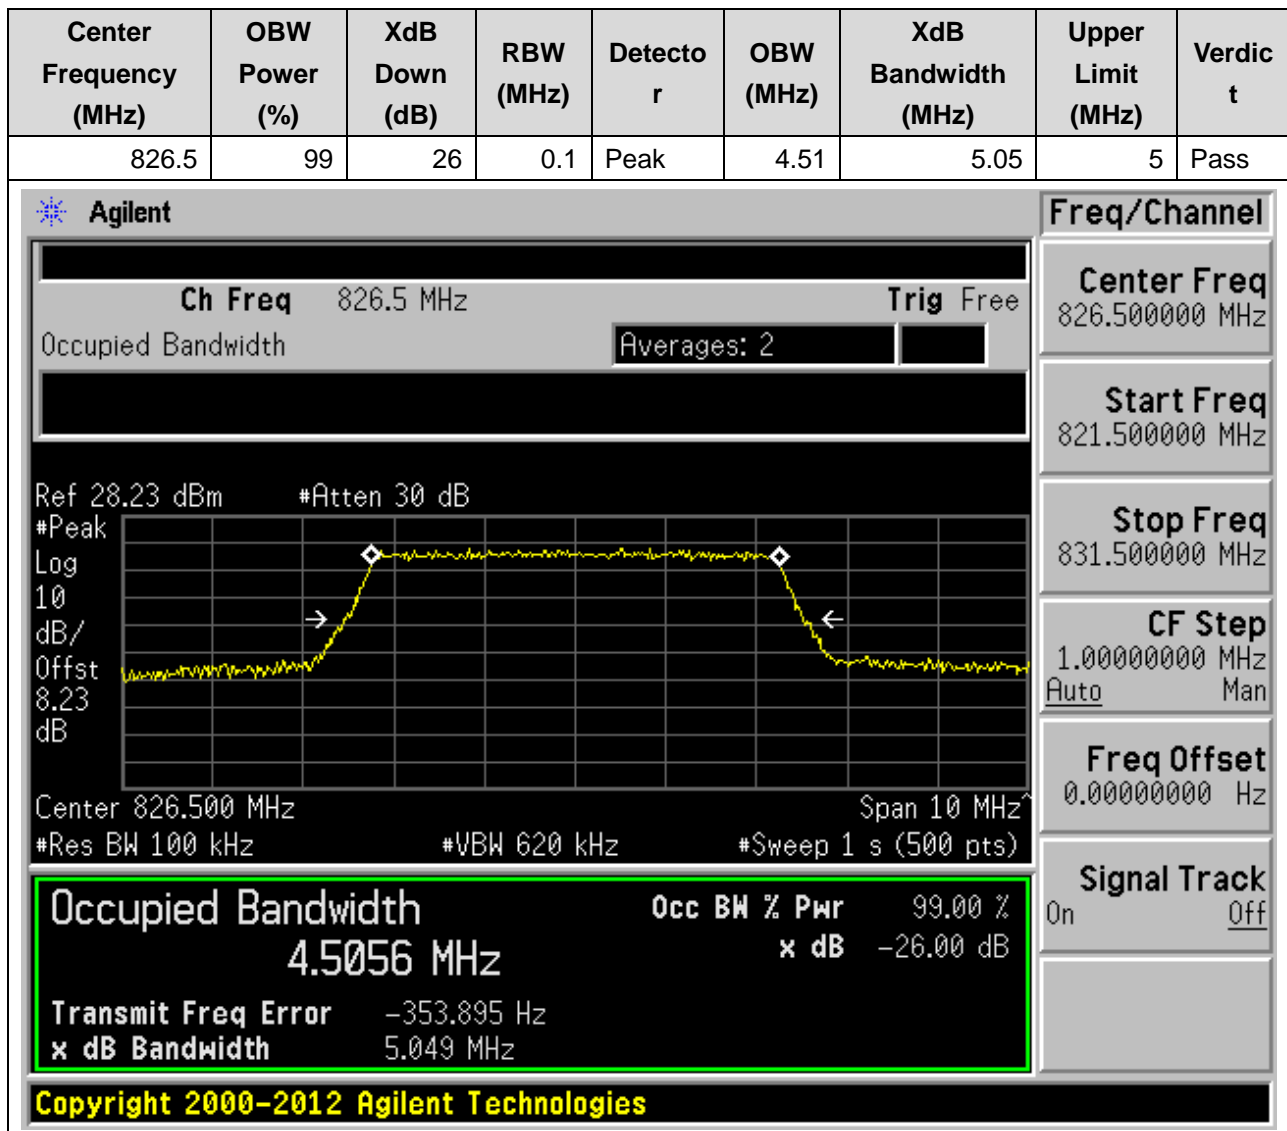 Center Frequency (MHz) OBW Power (%) XdB Down (dB) RBW (MHz) Detecto r OBW (MHz) XdB Bandwidth (MHz) Upper Limit (MHz) Verdic t
826.5 99 26 0.1 Peak 4.51 5.05 5 Pass
Agilent
Freq/Channel
Ch Freq 826.5 MHz Trig Free
Occupied Bandwidth Averages: 2
Center Freq
826.500000 MHz
Start Freq
821.500000 MHz
Stop Freq
831.500000 MHz
CF Step
1.00000000 MHz
Auto Man
Freq Offset
0.00000000 Hz
Signal Track
On Off
Ref 28.23 dBm #Atten 30 dB
#Peak
Log
10
dB/
Offst
8.23
dB
Center 826.500 MHz Span 10 MHz^
#Res BW 100 kHz #VBW 620 kHz #Sweep 1 s (500 pts)
Occupied Bandwidth
4.5056 MHz
Occ BW % Pwr 99.00 %
x dB -26.00 dB
Transmit Freq Error -353.895 Hz
x dB Bandwidth 5.049 MHz
Copyright 2000-2012 Agilent Technologies